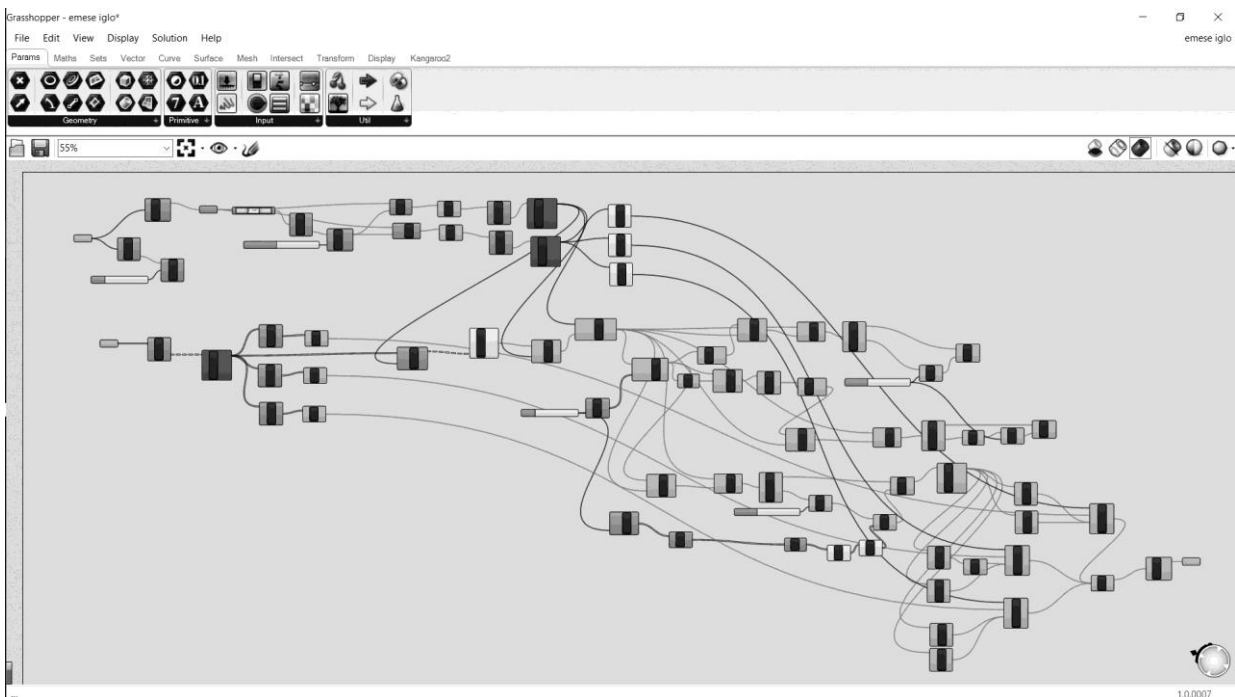 Grasshopper - emese iglo*
File Edit View Display Solution Help
emese iglo
Params Maths Sets Vector Curve Surface Mesh Intersect Transform Display Kangaroo2
Geometry Primitive Input Util
55%
1.0.0007